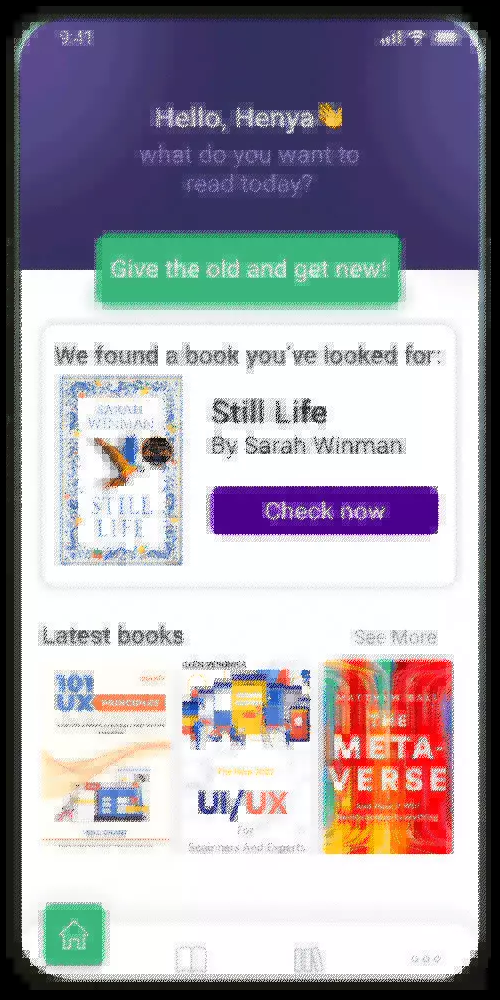 9:41
Hello, Henya👋
what do you want to
read today?
Give the old and get new!
We found a book you've looked for:
SARAH
WINMAN
STILL
LIFE
Still Life
By Sarah Winman
Check now
Latest books
See More
101
UX PRINCIPLES
UI/UX
For
Beginners And Experts
MATTHEW BALL
THE
META-
VERSE